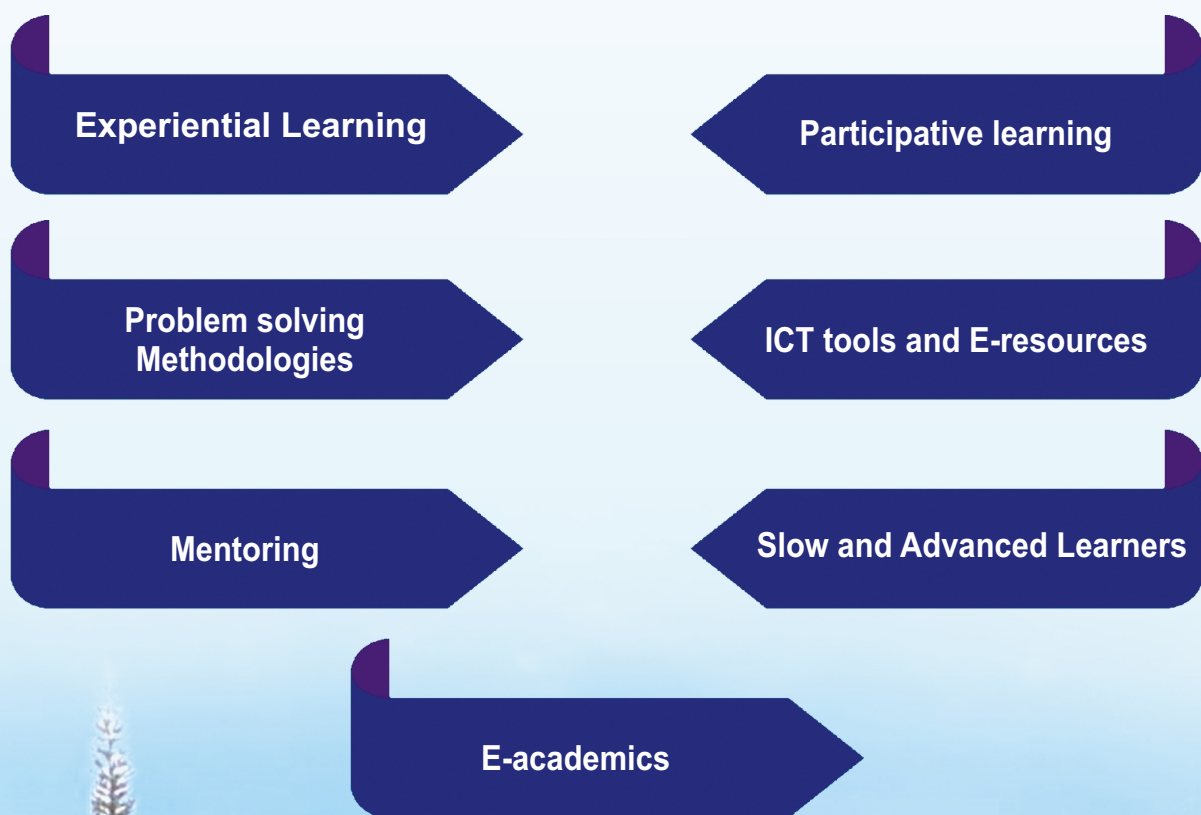 Experiential Learning
Participative learning
Problem solving
Methodologies
ICT tools and E-resources
Mentoring
Slow and Advanced Learners
E-academics